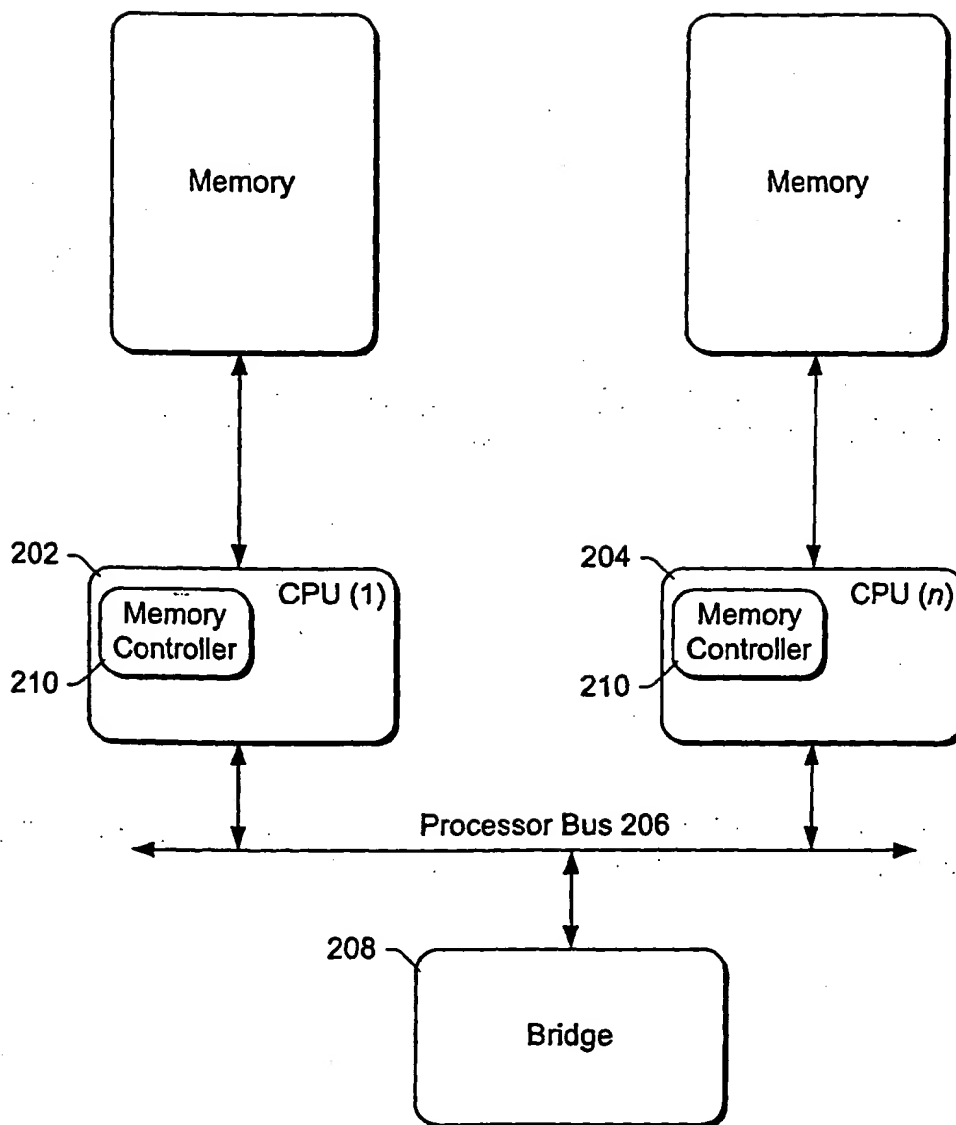 Memory
Memory
202
CPU (1)
Memory
Controller
210
204
CPU (n)
Memory
Controller
210
Processor Bus 206
208
Bridge